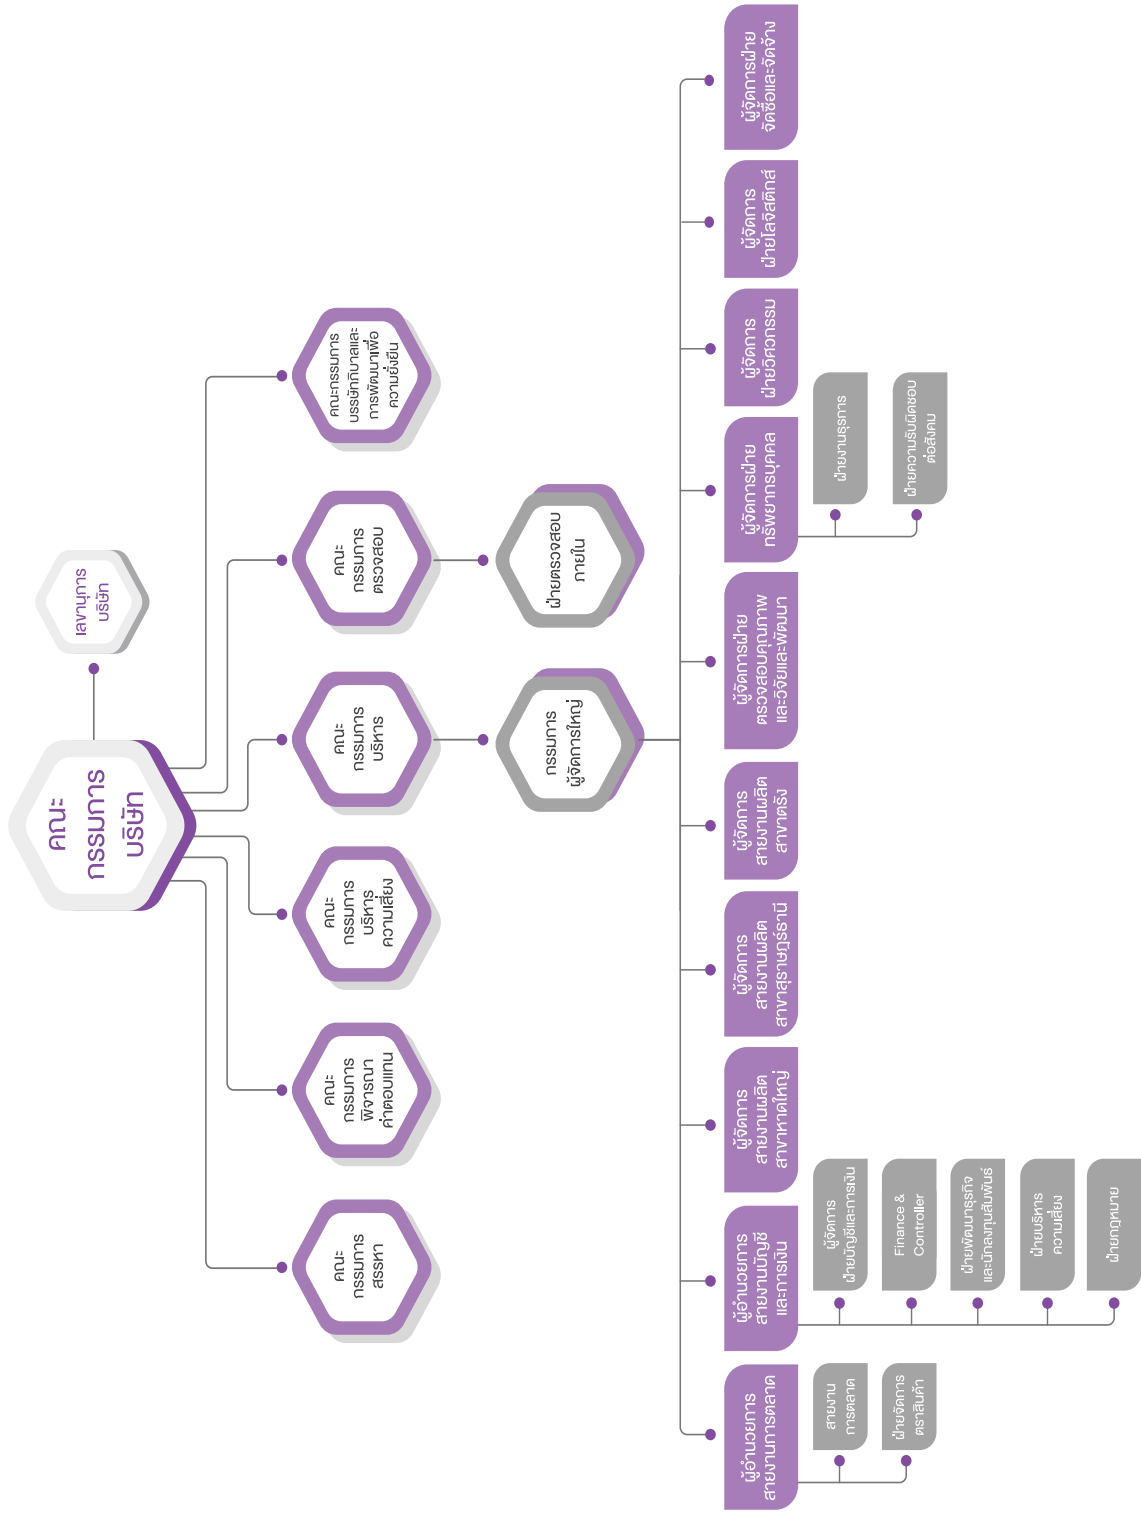 คณะ
กรรมการ
บริษัท
เลขานุการ
บริษัท
คณะ
กรรมการ
สรรหา
คณะ
กรรมการ
พิจารณา
ค่าตอบแทน
คณะ
กรรมการ
บริหาร
ความเสี่ยง
คณะ
กรรมการ
บริหาร
คณะ
กรรมการ
ตรวจสอบ
คณะกรรมการ
บรรษัทภิบาลและ
การพัฒนาเพื่อ
ความยั่งยืน
กรรมการ
ผู้จัดการใหญ่
ฝ่ายตรวจสอบ
ภายใน
ผู้อำนวยการ
สายงานการตลาด
สายงาน
การตลาด
ฝ่ายจัดการ
ตราสินค้า
ผู้อำนวยการ
สายงานบัญชี
และการเงิน
ผู้จัดการ
ฝ่ายบัญชีและการเงิน
Finance &
Controller
ฝ่ายพัฒนาธุรกิจ
และนักลงทุนสัมพันธ์
ฝ่ายบริหาร
ความเสี่ยง
ฝ่ายกฎหมาย
ผู้จัดการ
สายงานผลิต
สาขาหาดใหญ่
ผู้จัดการ
สายงานผลิต
สาขาสุราษฎร์ธานี
ผู้จัดการ
สายงานผลิต
สาขาตรัง
ผู้จัดการฝ่าย
ตรวจสอบคุณภาพ
และวิจัยและพัฒนา
ผู้จัดการฝ่าย
ทรัพยากรบุคคล
ฝ่ายงานธุรการ
ฝ่ายความรับผิดชอบ
ต่อสังคม
ผู้จัดการ
ฝ่ายวิศวกรรม
ผู้จัดการ
ฝ่ายโลจิสติกส์
ผู้จัดการฝ่าย
จัดซื้อและจัดจ้าง